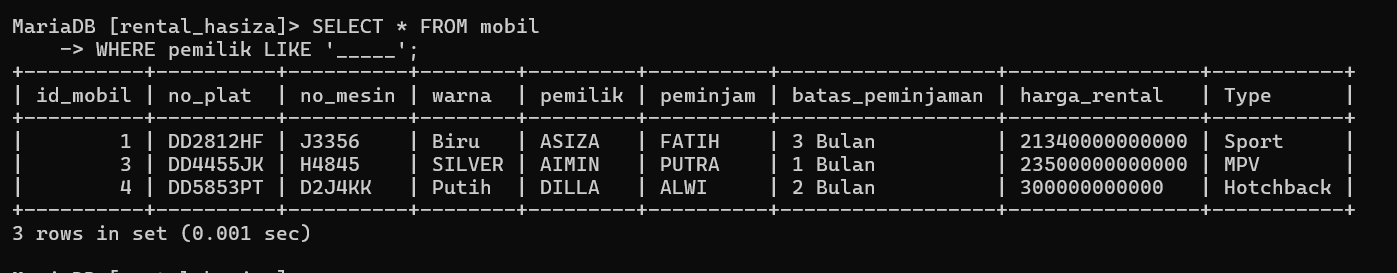 MariaDB [rental_hasiza]> SELECT * FROM mobil
    -> WHERE pemilik LIKE '_____';
+----------+----------+----------+--------+---------+----------+------------------+----------------+-----------+
| id_mobil | no_plat | no_mesin | warna | pemilik | peminjam | batas_peminjaman | harga_rental | Type |
+----------+----------+----------+--------+---------+----------+------------------+----------------+-----------+
| 1 | DD2812HF | J3356 | Biru | ASIZA | FATIH | 3 Bulan | 21340000000000 | Sport |
| 3 | DD4455JK | H4845 | SILVER | AIMIN | PUTRA | 1 Bulan | 23500000000000 | MPV |
| 4 | DD5853PT | D2J4KK | Putih | DILLA | ALWI | 2 Bulan | 300000000000 | Hotchback |
+----------+----------+----------+--------+---------+----------+------------------+----------------+-----------+
3 rows in set (0.001 sec)